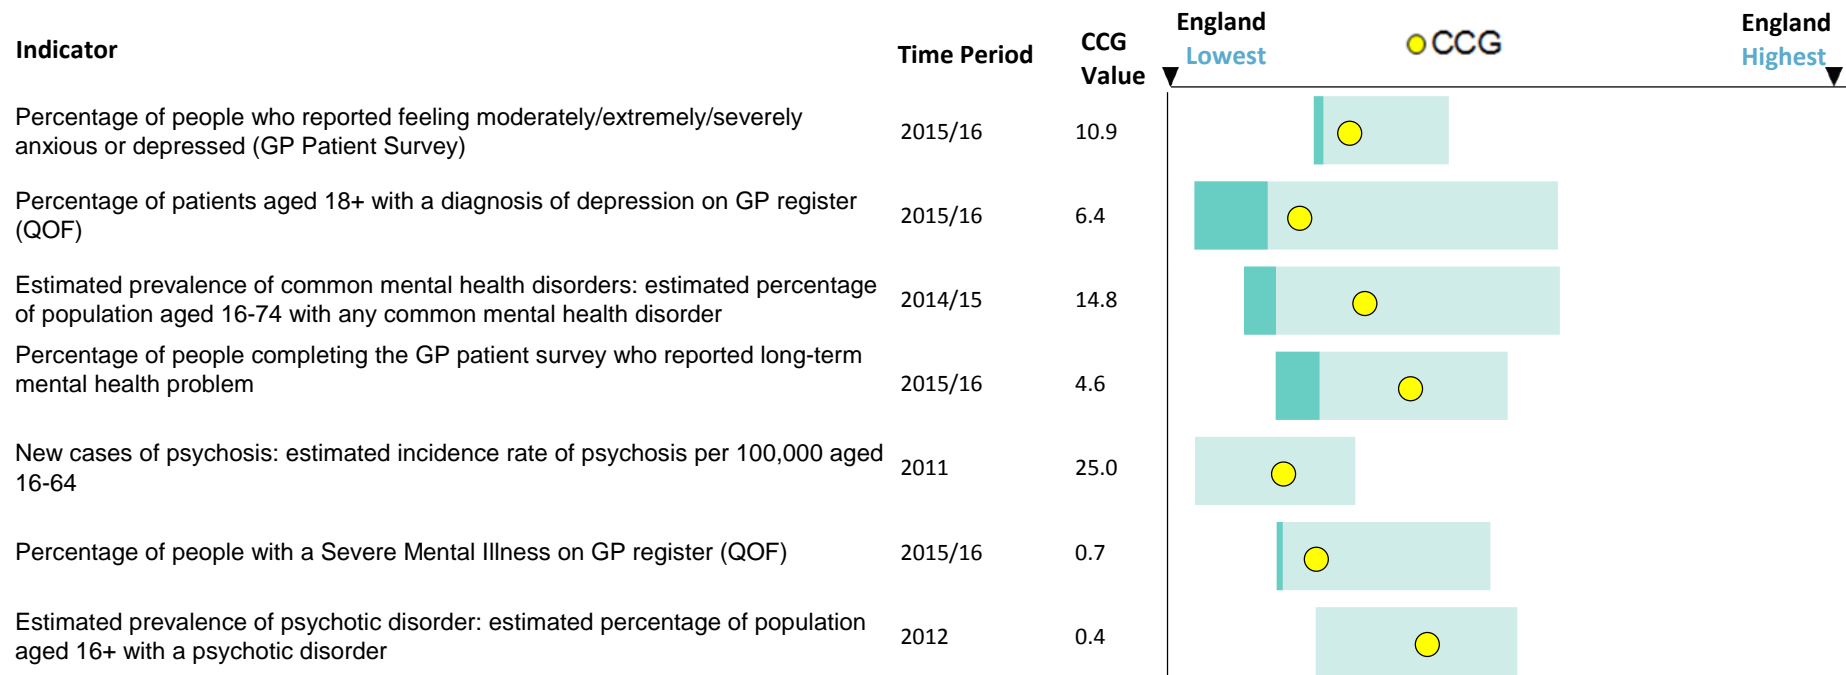 Indicator
Time Period
CCG
Value
England
Lowest
CCG
England
Highest
Percentage of people who reported feeling moderately/extremely/severely
anxious or depressed (GP Patient Survey)
2015/16
10.9
Percentage of patients aged 18+ with a diagnosis of depression on GP register
(QOF)
2015/16
6.4
Estimated prevalence of common mental health disorders: estimated percentage
of population aged 16-74 with any common mental health disorder
2014/15
14.8
Percentage of people completing the GP patient survey who reported long-term
mental health problem
2015/16
4.6
New cases of psychosis: estimated incidence rate of psychosis per 100,000 aged
16-64
2011
25.0
Percentage of people with a Severe Mental Illness on GP register (QOF)
2015/16
0.7
Estimated prevalence of psychotic disorder: estimated percentage of population
aged 16+ with a psychotic disorder
2012
0.4